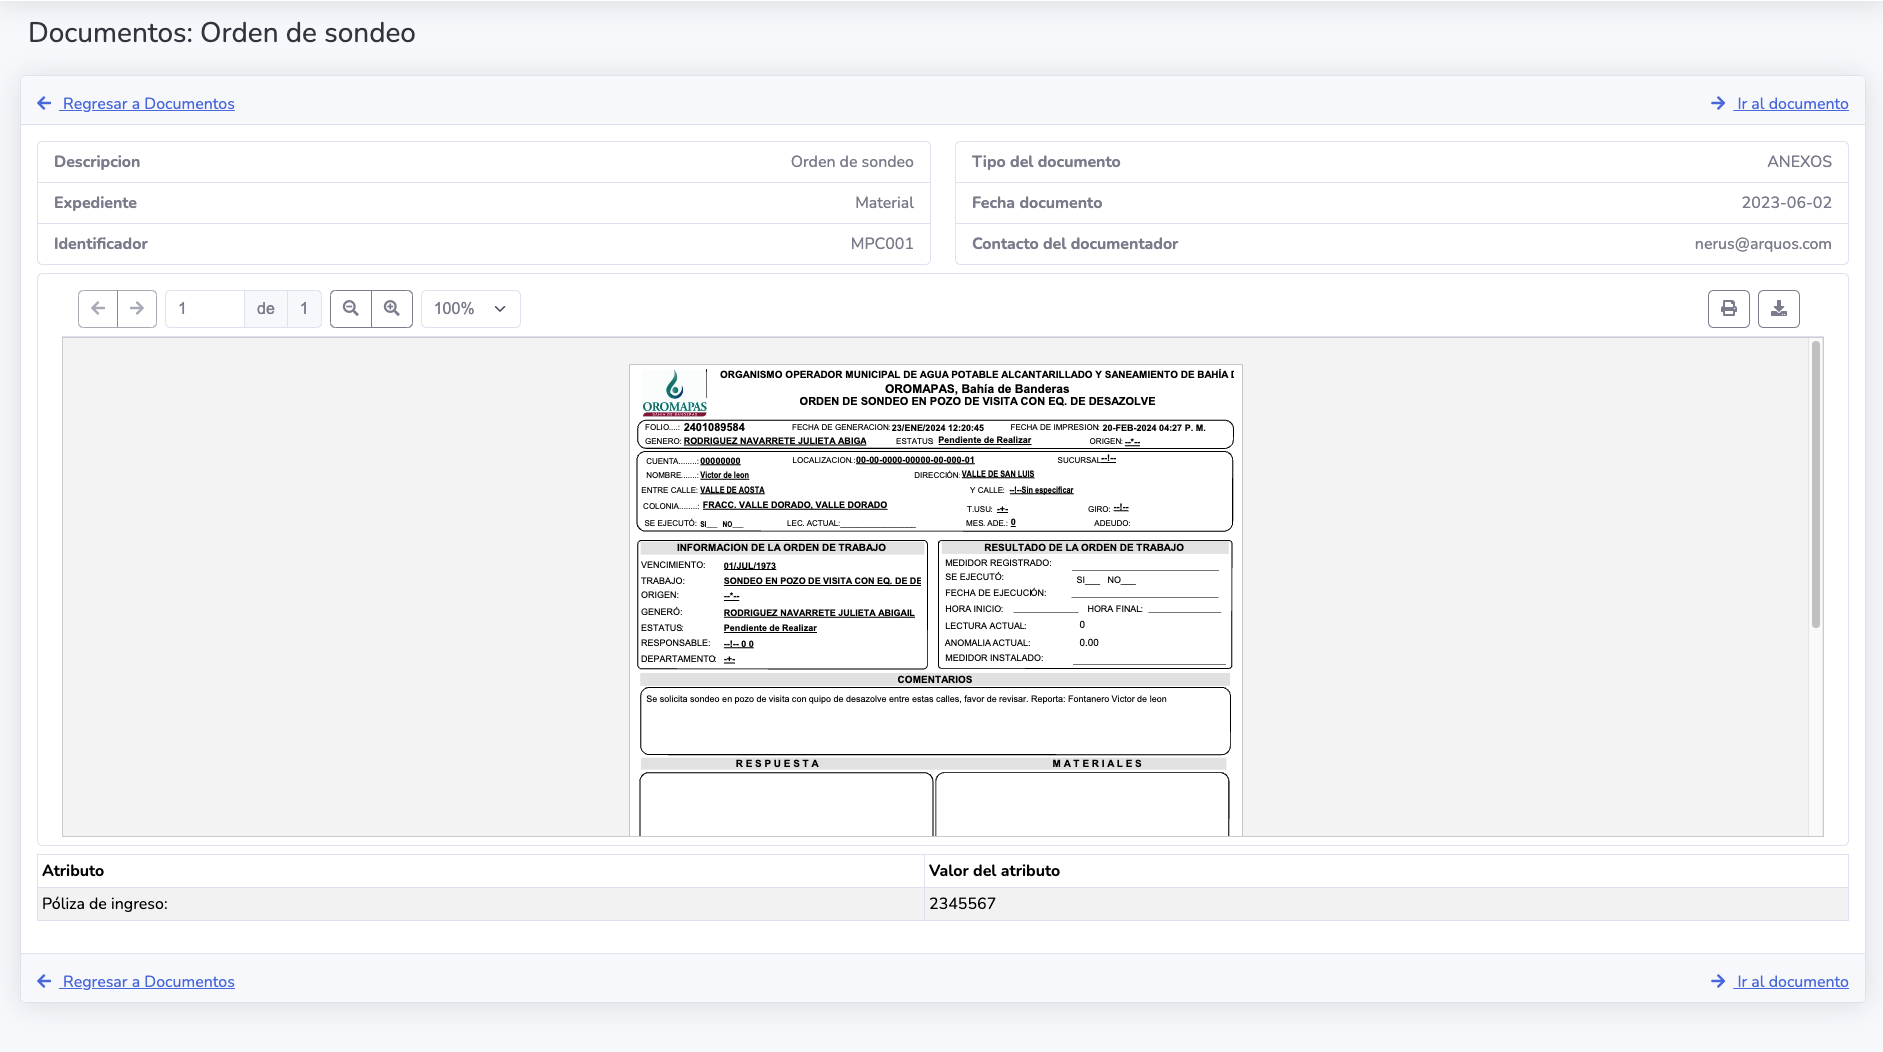 Documentos: Orden de sondeo
Regresar a Documentos
Ir al documento
Descripcion Orden de sondeo
Tipo del documento ANEXOS
Expediente Material
Fecha documento 2023-06-02
Identificador MPC001
Contacto del documentador nerus@arquos.com
1 de 1 100%
ORGANISMO OPERADOR MUNICIPAL DE AGUA POTABLE ALCANTARILLADO Y SANEAMIENTO DE BAHÍA
OROMAPAS, Bahía de Banderas
OROMAPAS
ORDEN DE SONDEO EN POZO DE VISITA CON EQ. DE DESAZOLVE
FOLIO....: 2401089584 FECHA DE GENERACION: 23/ENE/2024 12:20:45 FECHA DE IMPRESION: 20-FEB-2024 04:27 P. M.
GENERO: RODRIGUEZ NAVARRETE JULIETA ABIGA ESTATUS Pendiente de Realizar ORIGEN: --*--
CUENTA........: 00000000 LOCALIZACION.: 00-00-0000-00000-00-000-01 SUCURSAL --!--
NOMBRE.......: Victor de leon DIRECCIÓN: VALLE DE SAN LUIS
ENTRE CALLE: VALLE DE AOSTA Y CALLE: --!--Sin especificar
COLONIA........: FRACC. VALLE DORADO, VALLE DORADO T.USU: -+- GIRO: --!--
SE EJECUTÓ: SI___ NO___ LEC. ACTUAL:________________ MES. ADE.: 0 ADEUDO:
INFORMACION DE LA ORDEN DE TRABAJO
VENCIMIENTO: 01/JUL/1973
TRABAJO: SONDEO EN POZO DE VISITA CON EQ. DE DE
ORIGEN: --*--
GENERÓ: RODRIGUEZ NAVARRETE JULIETA ABIGAIL
ESTATUS: Pendiente de Realizar
RESPONSABLE: --!-- 0 0
DEPARTAMENTO: -+-
RESULTADO DE LA ORDEN DE TRABAJO
MEDIDOR REGISTRADO:
SE EJECUTÓ: SI___ NO___
FECHA DE EJECUCIÓN:
HORA INICIO: HORA FINAL:
LECTURA ACTUAL: 0
ANOMALIA ACTUAL: 0.00
MEDIDOR INSTALADO:
COMENTARIOS
Se solicita sondeo en pozo de visita con quipo de desazolve entre estas calles, favor de revisar. Reporta: Fontanero Victor de leon
RESPUESTA MATERIALES
Atributo Valor del atributo
Póliza de ingreso: 2345567
Regresar a Documentos
Ir al documento